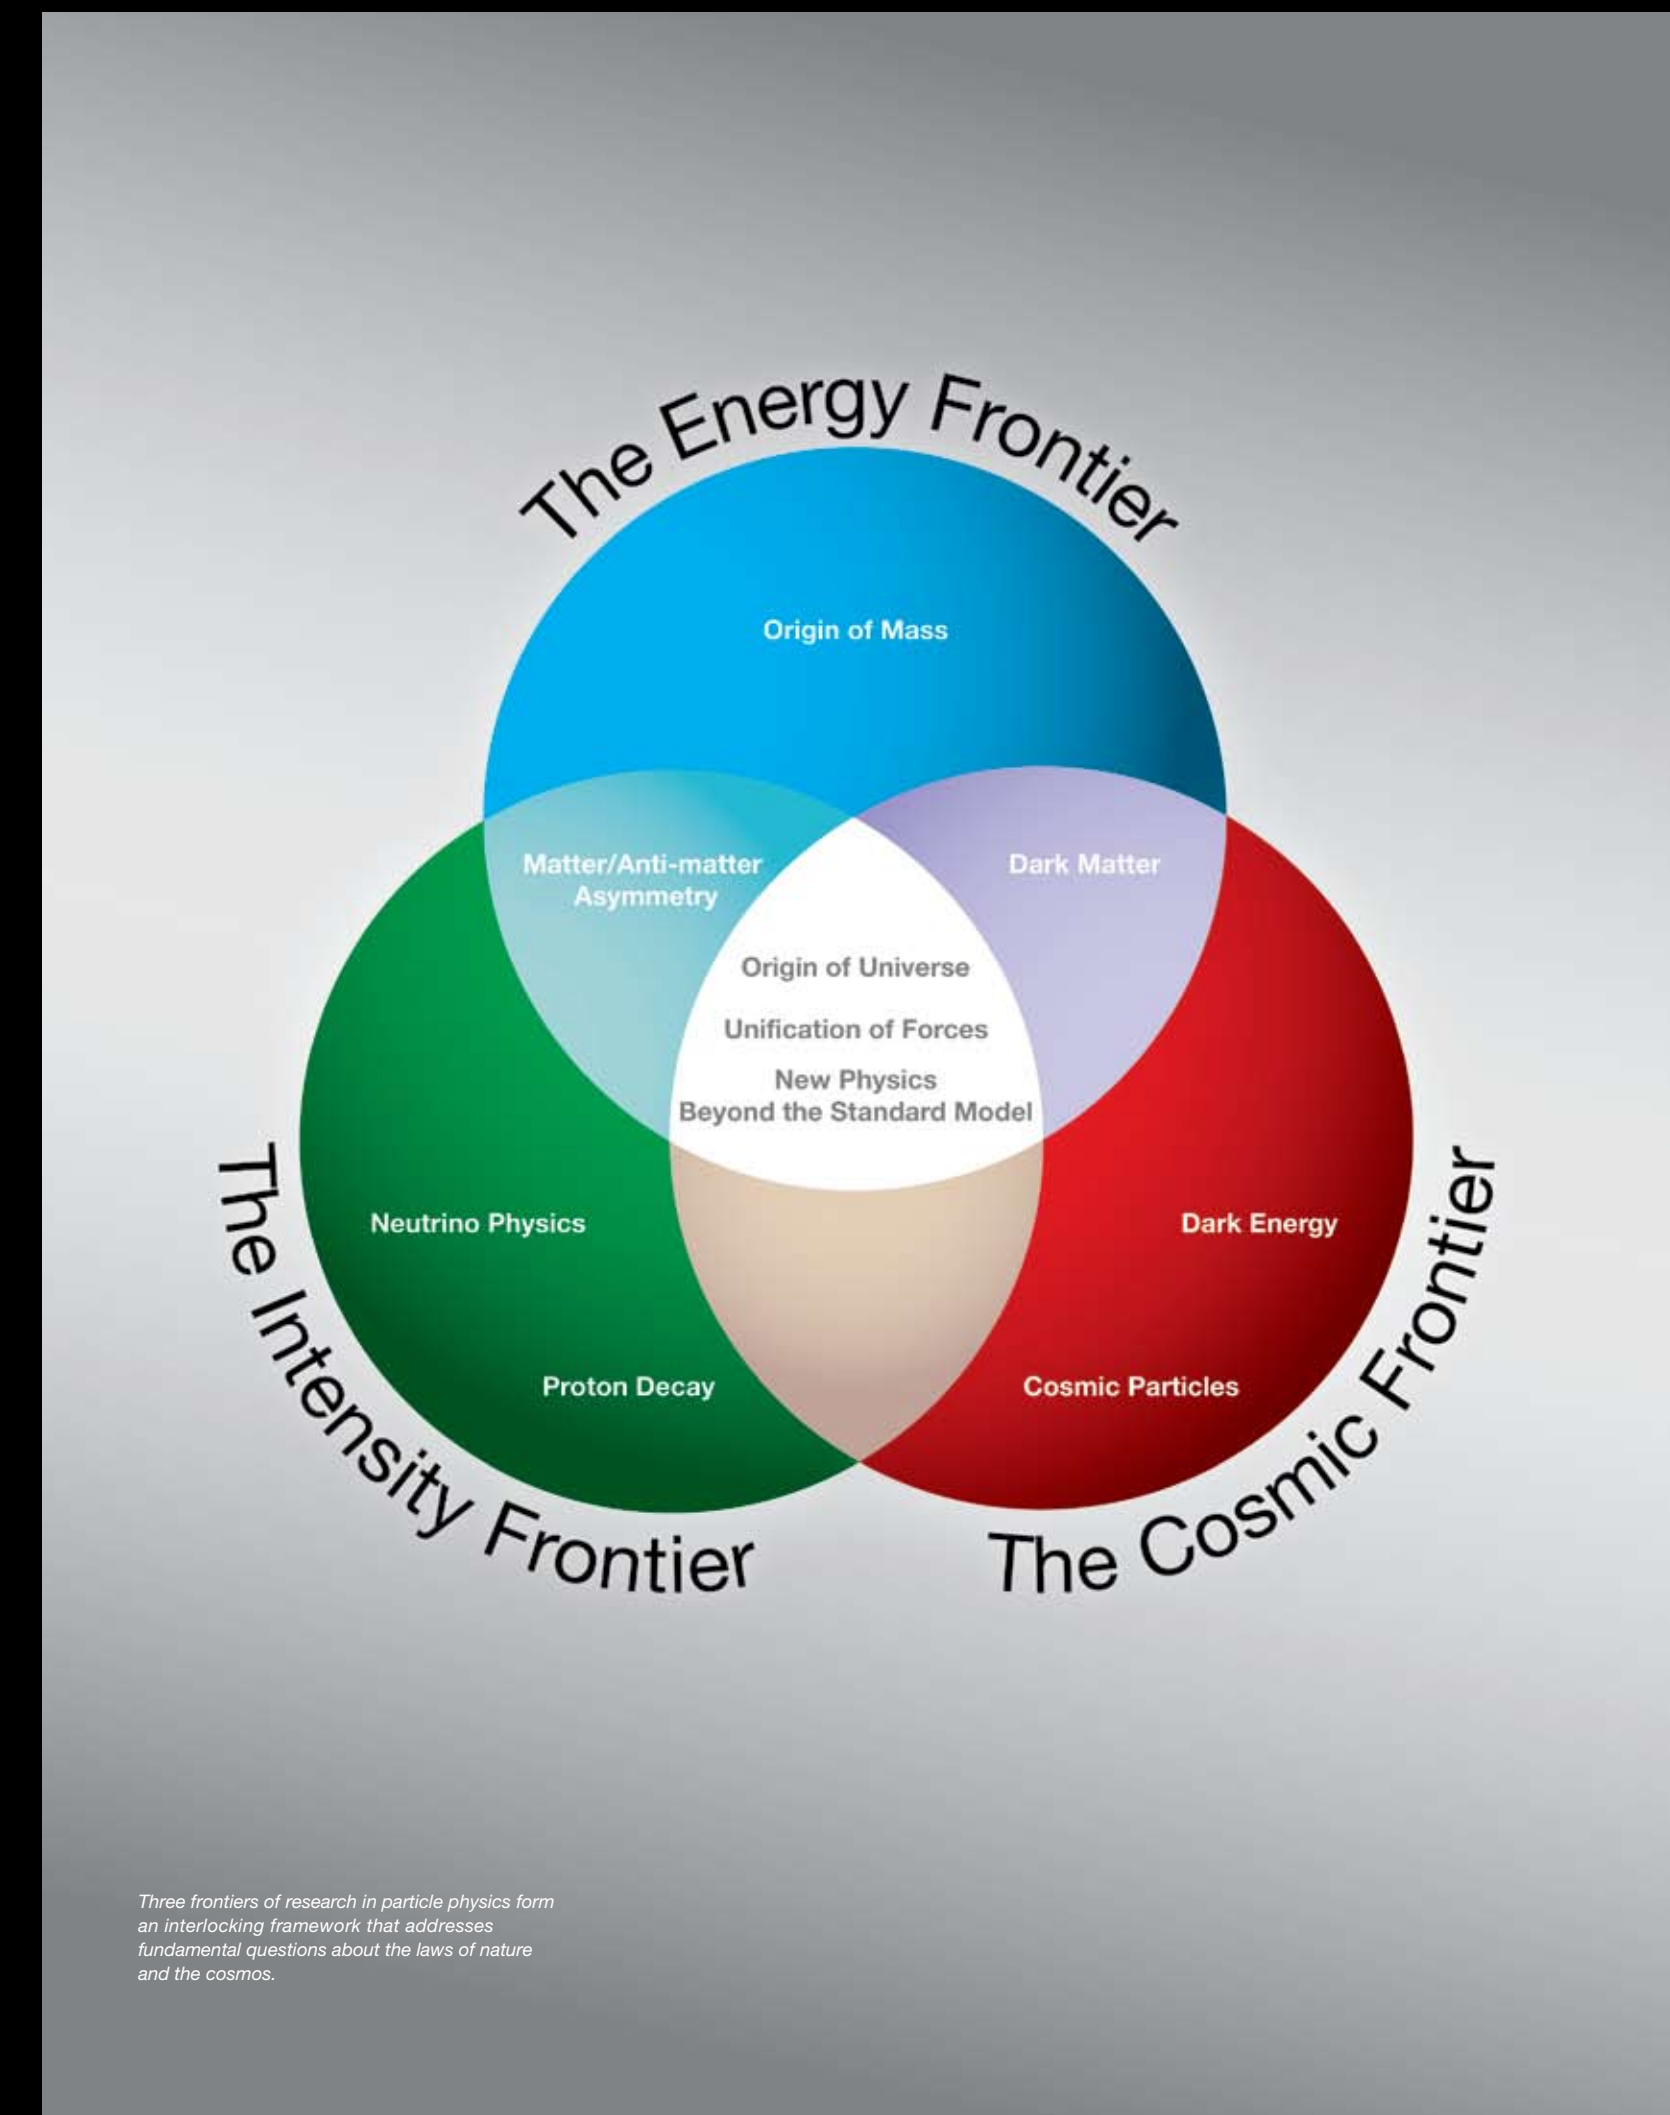 The Energy Frontier
Origin of Mass
Matter/Anti-matter
Asymmetry
Dark Matter
Origin of Universe
Unification of Forces
New Physics
Beyond the Standard Model
Neutrino Physics
Dark Energy
Proton Decay
Cosmic Particles
The Intensity Frontier
The Cosmic Frontier
Three frontiers of research in particle physics form
an interlocking framework that addresses
fundamental questions about the laws of nature
and the cosmos.